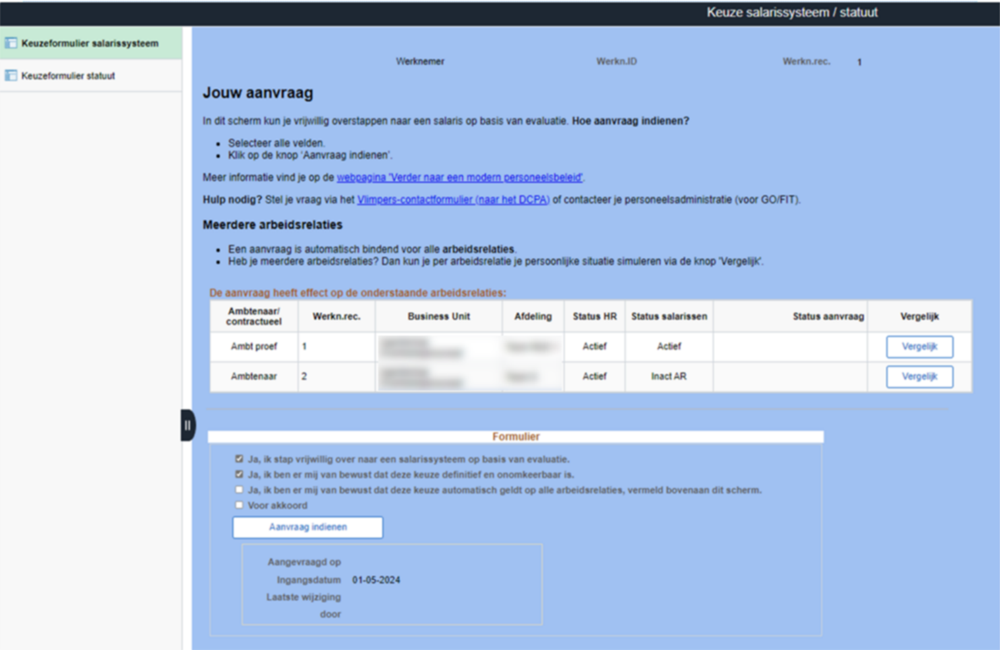 Keuze salarissysteem / statuut
Keuzeformulier salarissysteem
Keuzeformulier statuut
Werknemer Werkn.ID Werkn.rec. 1
Jouw aanvraag
In dit scherm kun je vrijwillig overstappen naar een salaris op basis van evaluatie. Hoe aanvraag indienen?
• Selecteer alle velden.
• Klik op de knop ‘Aanvraag indienen’.
Meer informatie vind je op de webpagina 'Verder naar een modern personeelsbeleid'.
Hulp nodig? Stel je vraag via het Vlimpers-contactformulier (naar het DCPA) of contacteer je personeelsadministratie (voor GO/FIT).
Meerdere arbeidsrelaties
• Een aanvraag is automatisch bindend voor alle arbeidsrelaties.
• Heb je meerdere arbeidsrelaties? Dan kun je per arbeidsrelatie je persoonlijke situatie simuleren via de knop 'Vergelijk'.
De aanvraag heeft effect op de onderstaande arbeidsrelaties:
Ambtenaar/ contractueel Werkn.rec. Business Unit Afdeling Status HR Status salarissen Status aanvraag Vergelijk
Ambt proef 1 Actief Actief Vergelijk
Ambtenaar 2 Actief Inact AR Vergelijk
Formulier
Ja, ik stap vrijwillig over naar een salarissysteem op basis van evaluatie.
Ja, ik ben er mij van bewust dat deze keuze definitief en onomkeerbaar is.
Ja, ik ben er mij van bewust dat deze keuze automatisch geldt op alle arbeidsrelaties, vermeld bovenaan dit scherm.
Voor akkoord
Aanvraag indienen
Aangevraagd op
Ingangsdatum 01-05-2024
Laatste wijziging
door